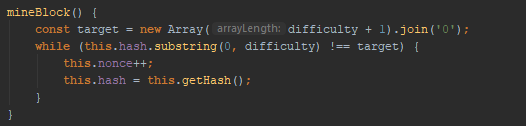 mineBlock() {
    const target = new Array( arrayLength: difficulty + 1).join('0');
    while (this.hash.substring(0, difficulty) !== target) {
        this.nonce++;
        this.hash = this.getHash();
    }
}